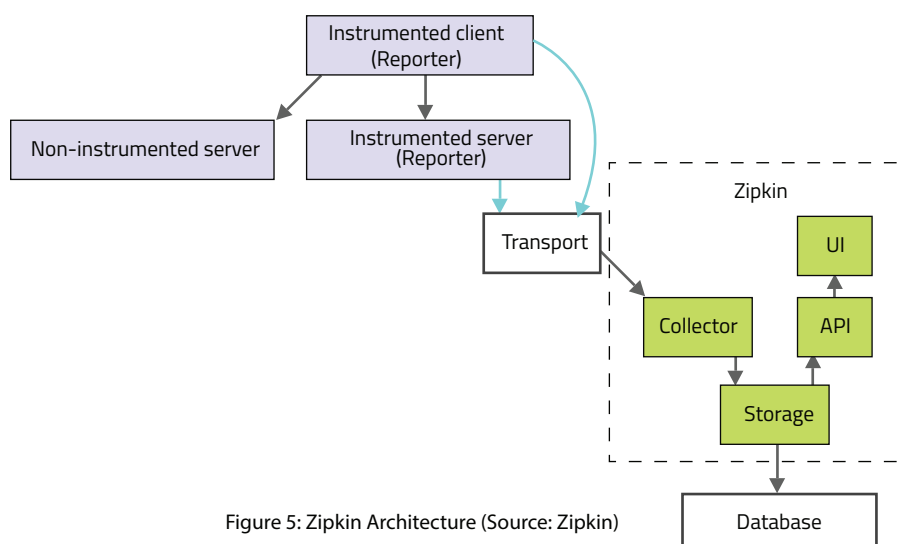 Instrumented client
(Reporter)
Non-instrumented server
Instrumented server
(Reporter)
Zipkin
Transport
UI
Collector
API
Storage
Database
Figure 5: Zipkin Architecture (Source: Zipkin)